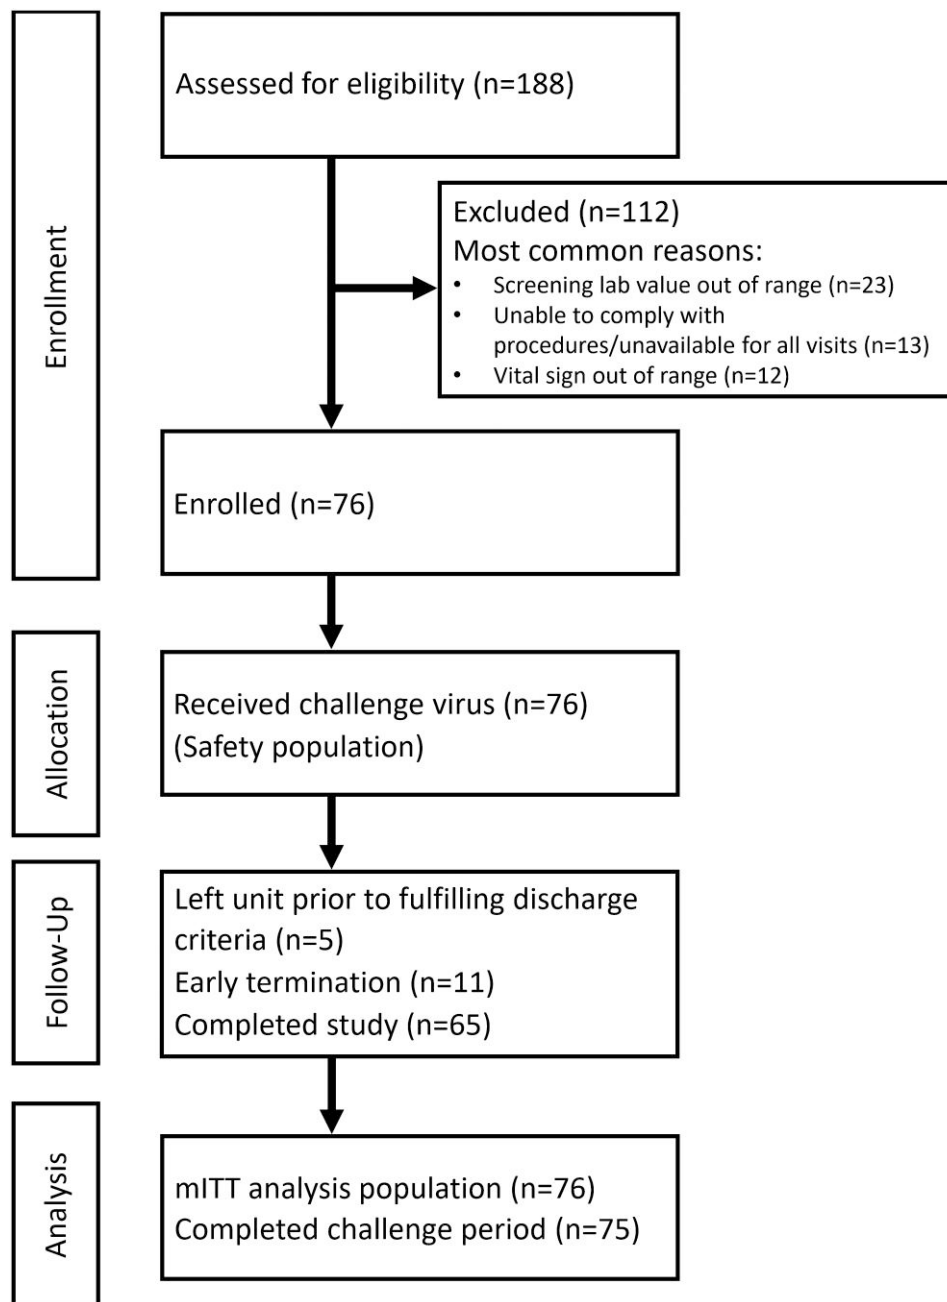 Enrollment
Assessed for eligibility (n=188)
Excluded (n=112)
Most common reasons:
• Screening lab value out of range (n=23)
• Unable to comply with
procedures/unavailable for all visits (n=13)
• Vital sign out of range (n=12)
Enrolled (n=76)
Allocation
Received challenge virus (n=76)
(Safety population)
Follow-Up
Left unit prior to fulfilling discharge
criteria (n=5)
Early termination (n=11)
Completed study (n=65)
Analysis
mITT analysis population (n=76)
Completed challenge period (n=75)